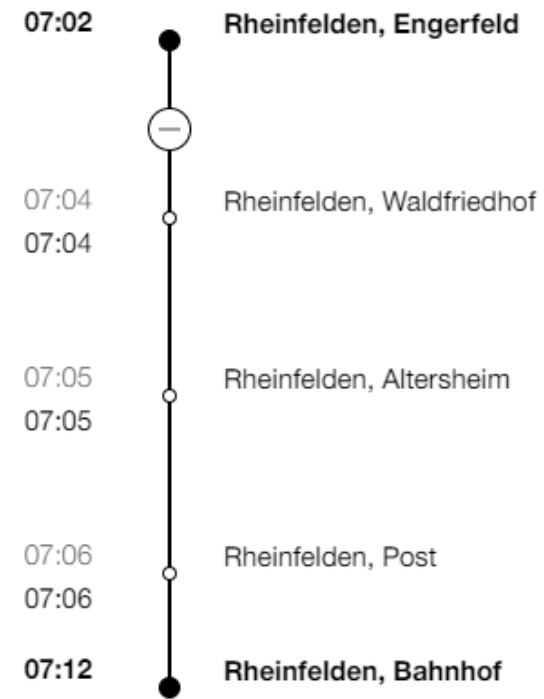 07:02 Rheinfelden, Engerfeld
07:04 Rheinfelden, Waldfriedhof
07:04
07:05 Rheinfelden, Altersheim
07:05
07:06 Rheinfelden, Post
07:06
07:12 Rheinfelden, Bahnhof